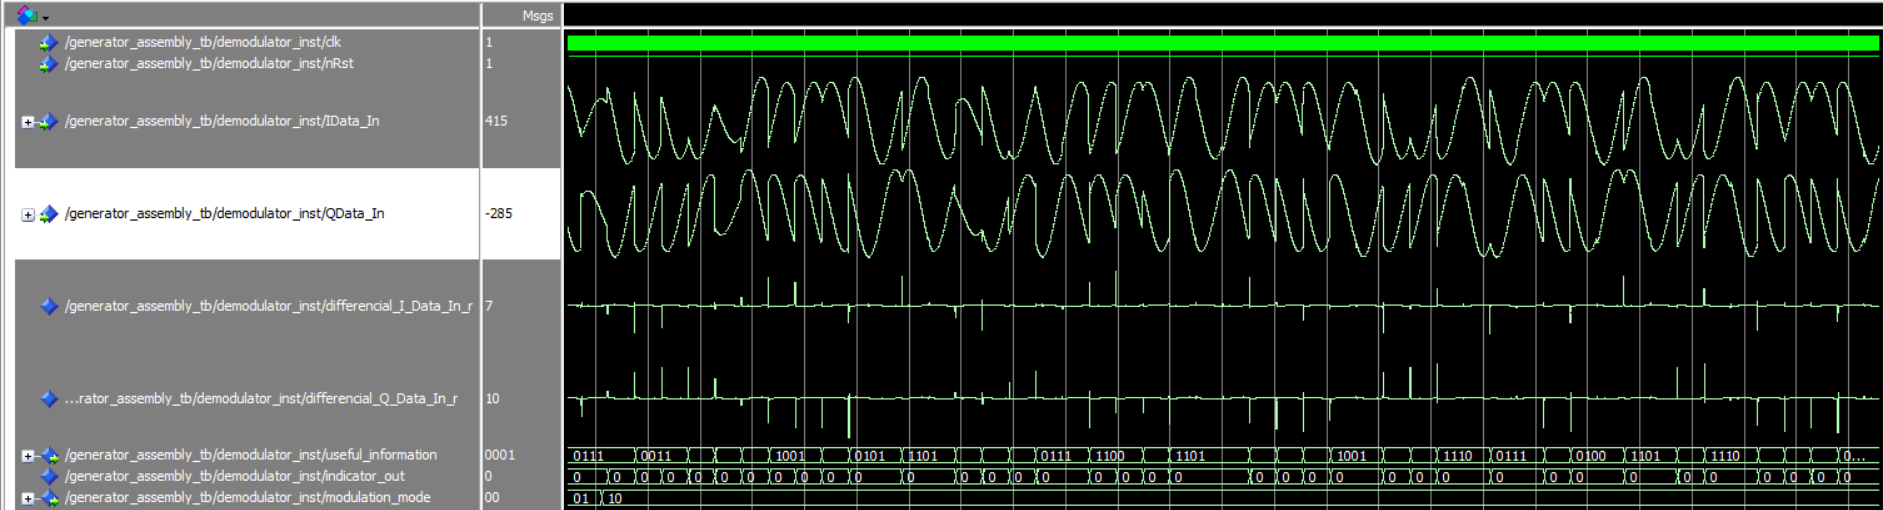 Msgs
/generator_assembly_tb/demodulator_inst/clk 1
/generator_assembly_tb/demodulator_inst/nRst 1
/generator_assembly_tb/demodulator_inst/IData_In 415
/generator_assembly_tb/demodulator_inst/QData_In -285
/generator_assembly_tb/demodulator_inst/differencial_I_Data_In_r 7
...rator_assembly_tb/demodulator_inst/differencial_Q_Data_In_r 10
/generator_assembly_tb/demodulator_inst/useful_information 0001 0111 0011 1001 0101 1101 0111 1100 1101 1001 1110 0111 0100 1101 1110 0...
/generator_assembly_tb/demodulator_inst/indicator_out 0 0 0 0 0 0 0 0 0 0 0 0 0 0 0 0 0 0 0 0 0 0 0 0 0 0 0 0 0 0 0 0 0 0 0 0 0 0
/generator_assembly_tb/demodulator_inst/modulation_mode 00 01 10